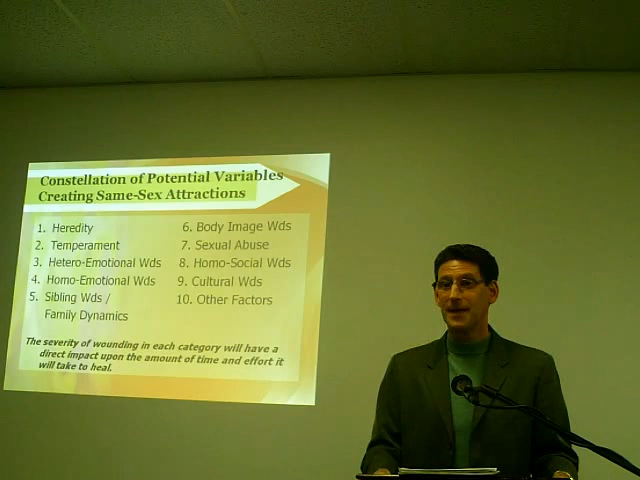 Constellation of Potential Variables
Creating Same-Sex Attractions
1. Heredity
2. Temperament
3. Hetero-Emotional Wds
4. Homo-Emotional Wds
5. Sibling Wds /
Family Dynamics
6. Body Image Wds
7. Sexual Abuse
8. Homo-Social Wds
9. Cultural Wds
10. Other Factors
The severity of wounding in each category will have a
direct impact upon the amount of time and effort it
will take to heal.